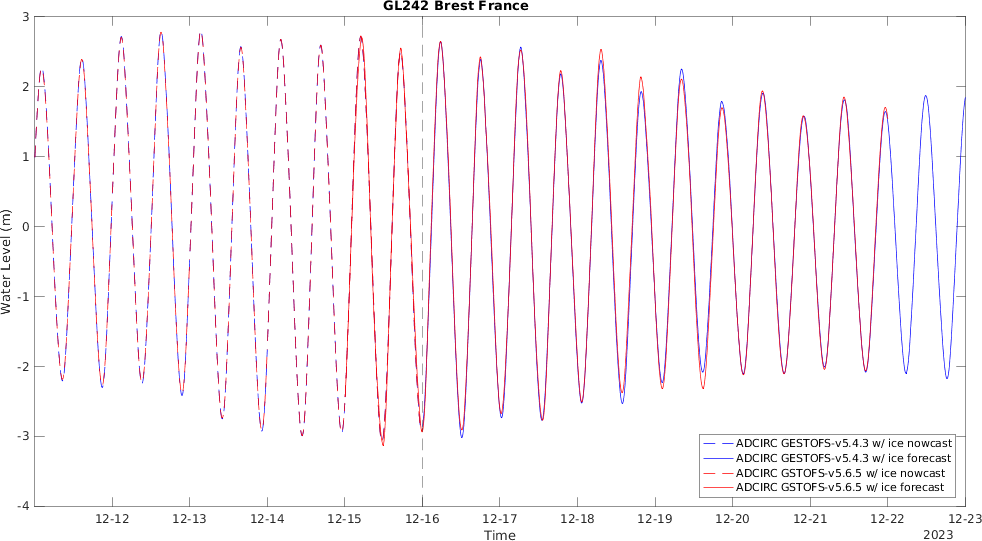 GL242 Brest France
3
2
1
0
-1
-2
-3
-4
Water Level (m)
ADCIRC GESTOFS-v5.4.3 w/ ice nowcast
ADCIRC GESTOFS-v5.4.3 w/ ice forecast
ADCIRC GSTOFS-v5.6.5 w/ ice nowcast
ADCIRC GSTOFS-v5.6.5 w/ ice forecast
12-12 12-13 12-14 12-15 12-16 12-17 12-18 12-19 12-20 12-21 12-22 12-23
Time 2023